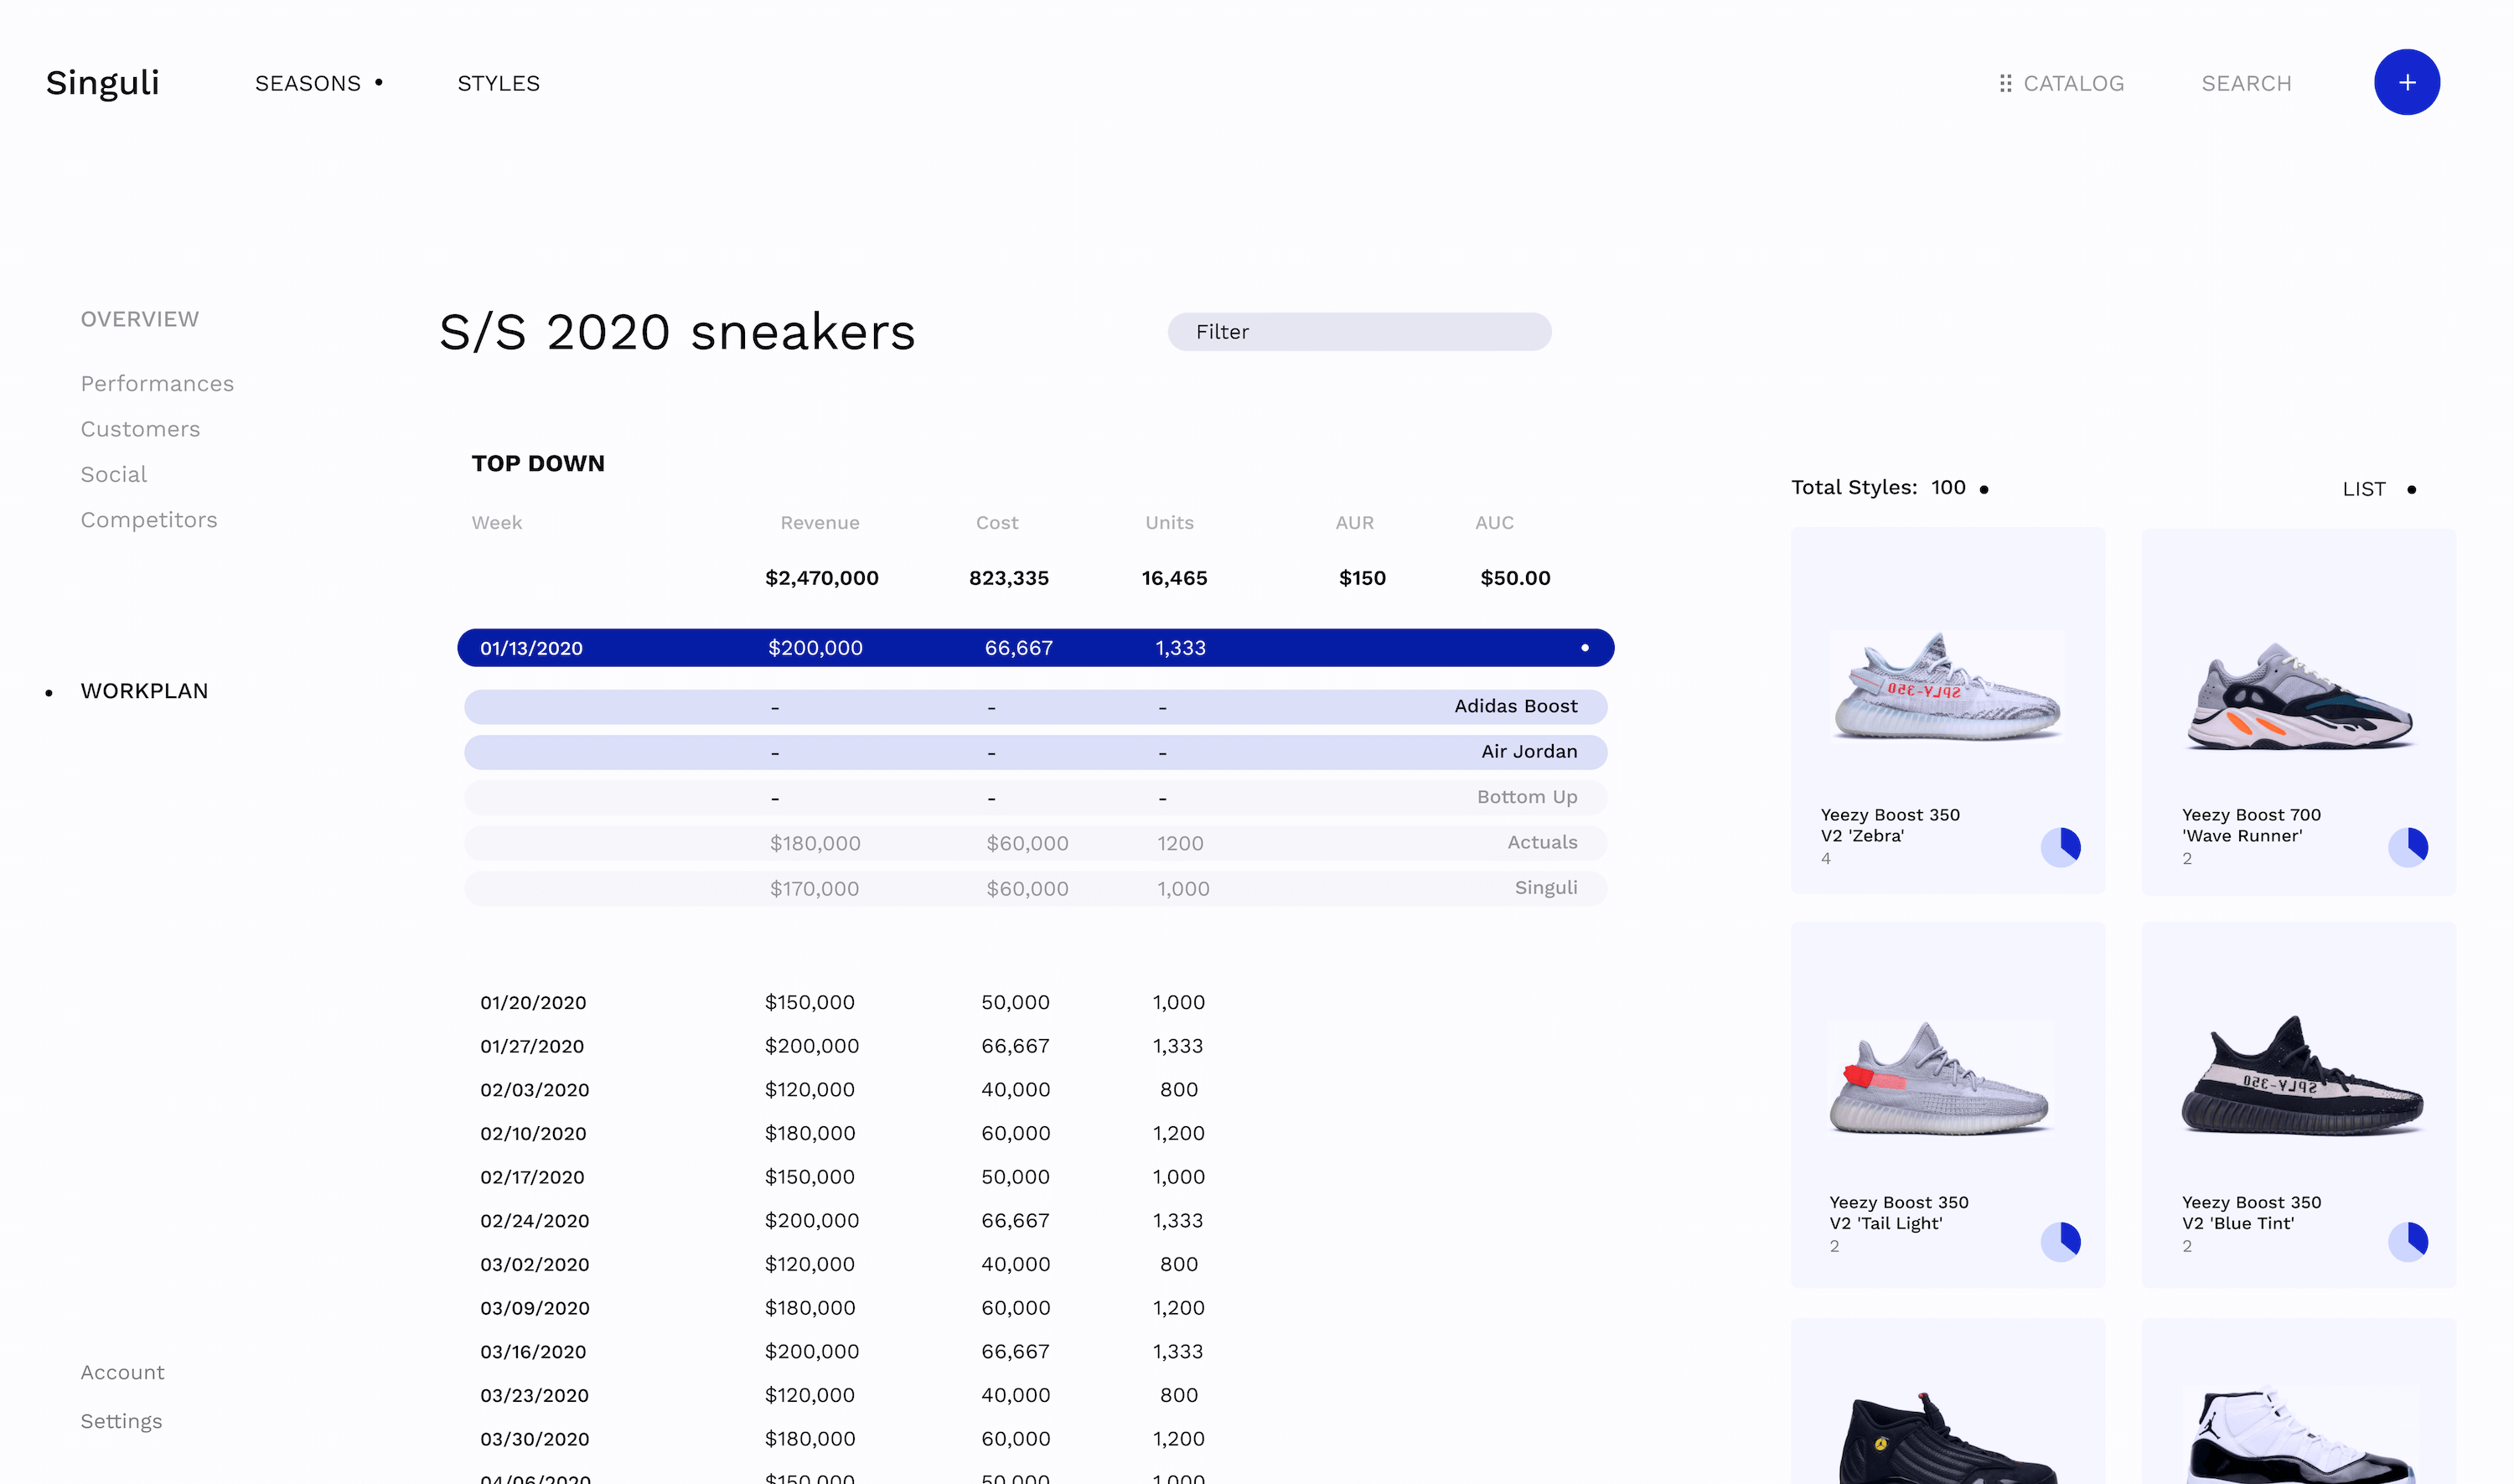 Singuli
SEASONS •
STYLES
CATALOG
SEARCH
+
OVERVIEW
Performances
Customers
Social
Competitors
• WORKPLAN
Account
Settings
S/S 2020 sneakers
Filter
TOP DOWN
Week Revenue Cost Units AUR AUC
$2,470,000 823,335 16,465 $150 $50.00
01/13/2020 $200,000 66,667 1,333 •
- - - Adidas Boost
- - - Air Jordan
- - - Bottom Up
$180,000 $60,000 1200 Actuals
$170,000 $60,000 1,000 Singuli
01/20/2020 $150,000 50,000 1,000
01/27/2020 $200,000 66,667 1,333
02/03/2020 $120,000 40,000 800
02/10/2020 $180,000 60,000 1,200
02/17/2020 $150,000 50,000 1,000
02/24/2020 $200,000 66,667 1,333
03/02/2020 $120,000 40,000 800
03/09/2020 $180,000 60,000 1,200
03/16/2020 $200,000 66,667 1,333
03/23/2020 $120,000 40,000 800
03/30/2020 $180,000 60,000 1,200
04/06/2020 $150,000 50,000 1,000
Total Styles: 100 •
LIST •
SPLY-350
Yeezy Boost 350
V2 'Zebra'
4
Yeezy Boost 700
'Wave Runner'
2
Yeezy Boost 350
V2 'Tail Light'
2
SPLY-350
Yeezy Boost 350
V2 'Blue Tint'
2